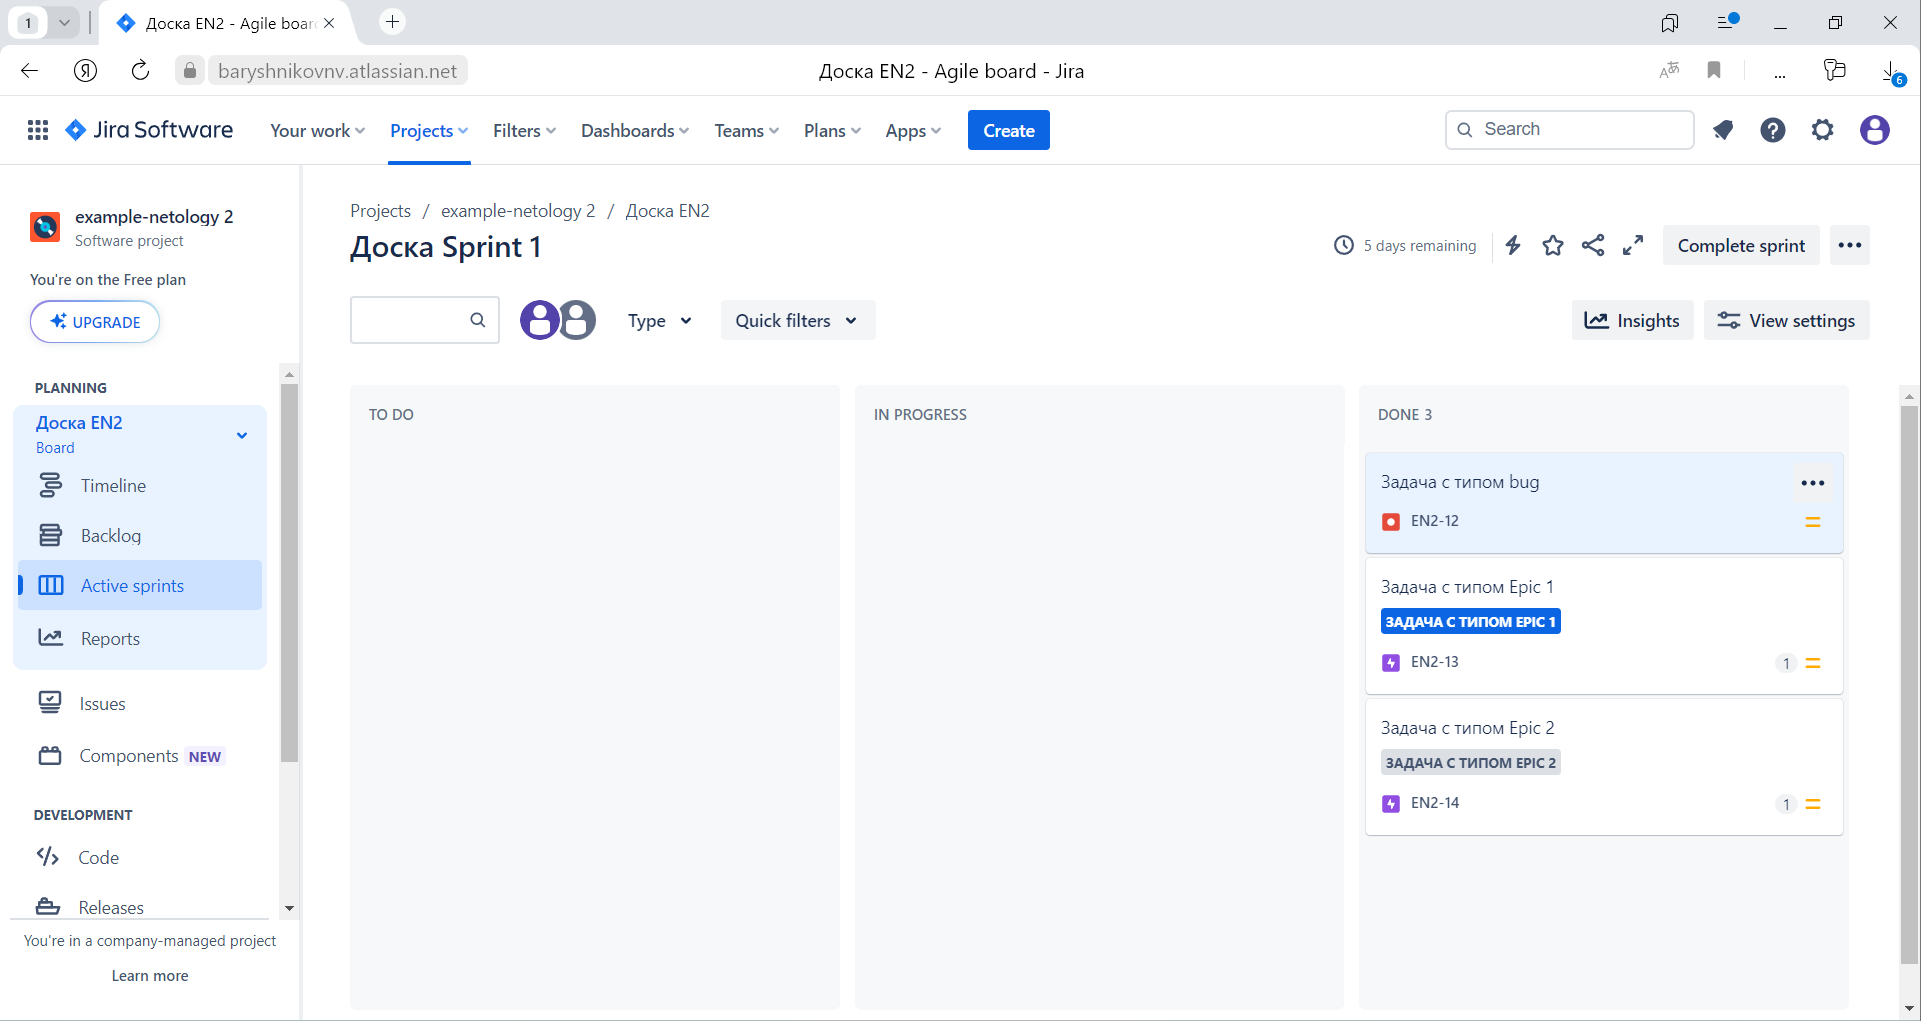 1
Доска EN2 - Agile boar
baryshnikovnv.atlassian.net
Доска EN2 - Agile board - Jira
6
Jira Software
Your work
Projects
Filters
Dashboards
Teams
Plans
Apps
Create
Search
example-netology 2
Software project
You're on the Free plan
UPGRADE
PLANNING
Доска EN2
Board
Timeline
Backlog
Active sprints
Reports
Issues
Components NEW
DEVELOPMENT
Code
Releases
You're in a company-managed project
Learn more
Projects / example-netology 2 / Доска EN2
Доска Sprint 1
5 days remaining
Complete sprint
Type
Quick filters
Insights
View settings
TO DO
IN PROGRESS
DONE 3
Задача с типом bug
EN2-12
Задача с типом Epic 1
ЗАДАЧА С ТИПОМ EPIC 1
EN2-13
1
Задача с типом Epic 2
ЗАДАЧА С ТИПОМ EPIC 2
EN2-14
1